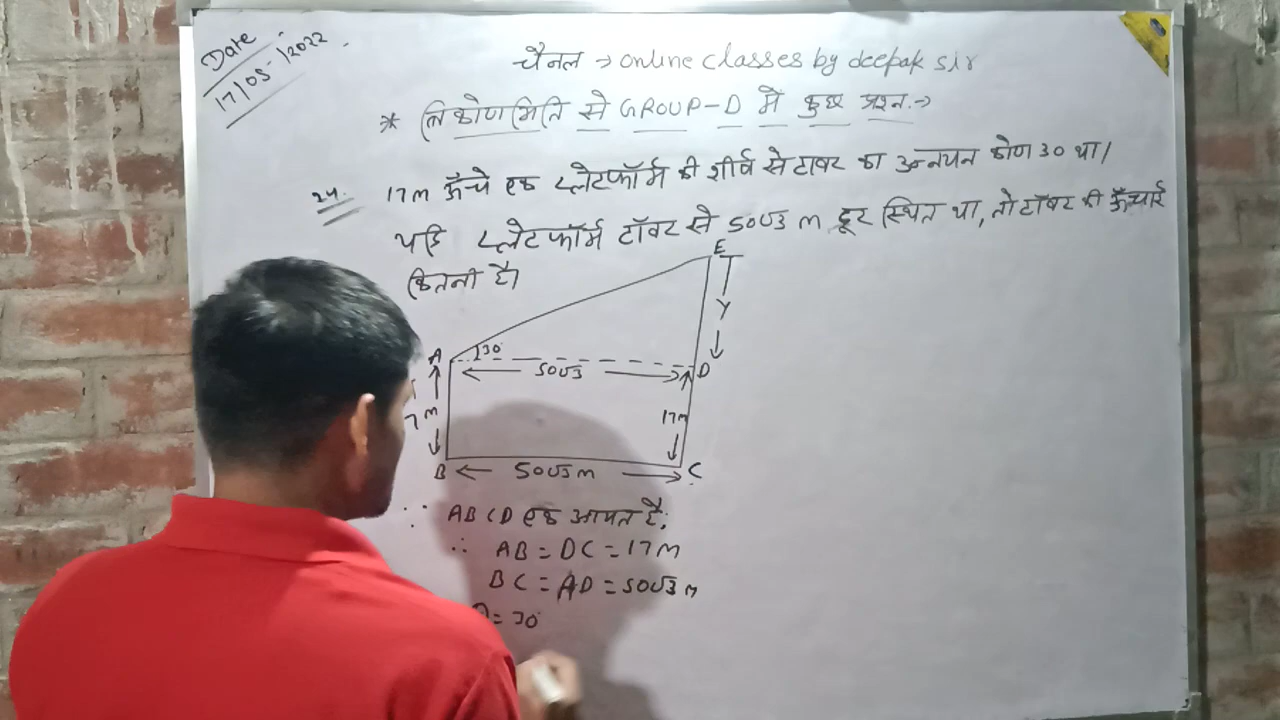 Date
17/05/2022
चैनल → online classes by deepak sir
* त्रिकोणमिति से GROUP-D में कुछ प्रश्न.→
24. 17m ऊँचे एक प्लेटफॉर्म की शीर्ष से टावर का उन्नयन कोण 30 था।
यदि प्लेटफॉर्म टॉवर से 50√3 m दूर स्थित था, तो टॉवर की ऊँचाई
कितनी है।
E
Y
A
30°
50√3
D
m
17m
B
50√3 m
C
∵ ABCD एक आयत है;
∴ AB = DC = 17m
BC = AD = 50√3 m
= 30°